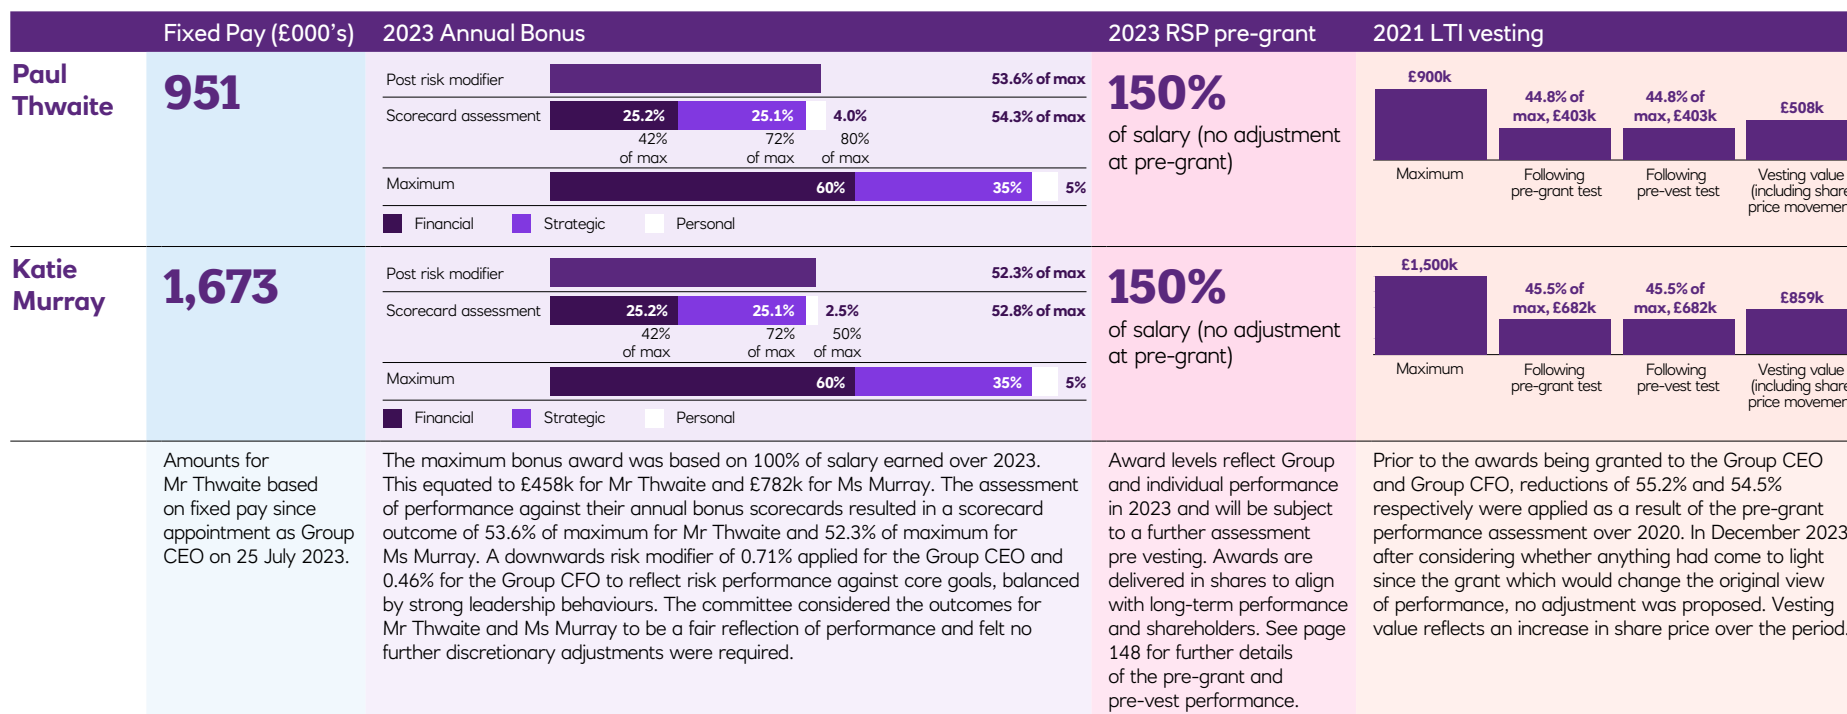 Fixed Pay (£000's) 2023 Annual Bonus 2023 RSP pre-grant 2021 LTI vesting
Paul
Thwaite
951
Post risk modifier 53.6% of max
Scorecard assessment 25.2% 25.1% 4.0% 54.3% of max
42% 72% 80%
of max of max of max
Maximum 60% 35% 5%
Financial Strategic Personal
150%
of salary (no adjustment
at pre-grant)
£900k
44.8% of 44.8% of
max, £403k max, £403k £508k
Maximum Following Following Vesting value
pre-grant test pre-vest test (including share
price movemen
Katie
Murray
1,673
Post risk modifier 52.3% of max
Scorecard assessment 25.2% 25.1% 2.5% 52.8% of max
42% 72% 50%
of max of max of max
Maximum 60% 35% 5%
Financial Strategic Personal
150%
of salary (no adjustment
at pre-grant)
£1,500k
45.5% of 45.5% of
max, £682k max, £682k £859k
Maximum Following Following Vesting value
pre-grant test pre-vest test (including share
price movemen
Amounts for
Mr Thwaite based
on fixed pay since
appointment as Group
CEO on 25 July 2023.
The maximum bonus award was based on 100% of salary earned over 2023.
This equated to £458k for Mr Thwaite and £782k for Ms Murray. The assessment
of performance against their annual bonus scorecards resulted in a scorecard
outcome of 53.6% of maximum for Mr Thwaite and 52.3% of maximum for
Ms Murray. A downwards risk modifier of 0.71% applied for the Group CEO and
0.46% for the Group CFO to reflect risk performance against core goals, balanced
by strong leadership behaviours. The committee considered the outcomes for
Mr Thwaite and Ms Murray to be a fair reflection of performance and felt no
further discretionary adjustments were required.
Award levels reflect Group
and individual performance
in 2023 and will be subject
to a further assessment
pre vesting. Awards are
delivered in shares to align
with long-term performance
and shareholders. See page
148 for further details
of the pre-grant and
pre-vest performance.
Prior to the awards being granted to the Group CEO
and Group CFO, reductions of 55.2% and 54.5%
respectively were applied as a result of the pre-grant
performance assessment over 2020. In December 2023
after considering whether anything had come to light
since the grant which would change the original view
of performance, no adjustment was proposed. Vesting
value reflects an increase in share price over the period.